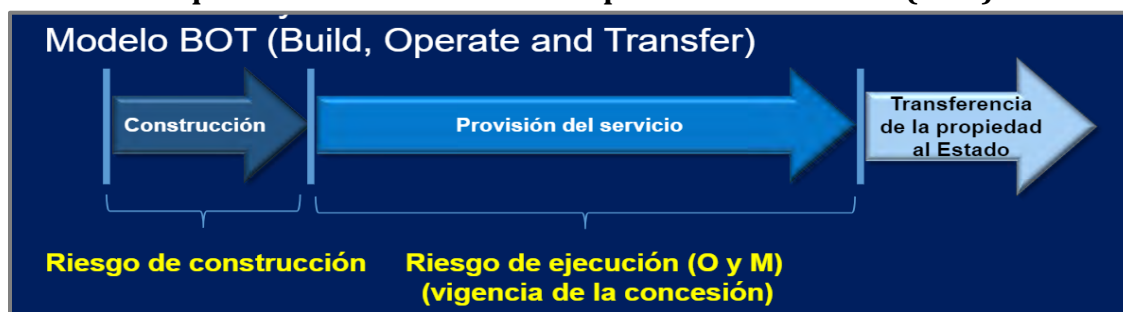 Modelo BOT (Build, Operate and Transfer)
Construcción
Provisión del servicio
Transferencia
de la propiedad
al Estado
Riesgo de construcción
Riesgo de ejecución (O y M)
(vigencia de la concesión)